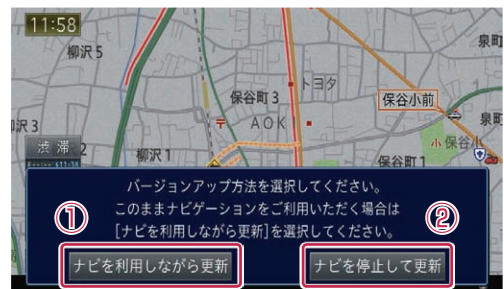 11:58
柳沢5
泉町
トヨタ
保谷町3
保谷小前
AOK
泉町
小 保谷小
渋滞
柳沢1
保谷町1
バージョンアップ方法を選択してください。
このままナビゲーションをご利用いただく場合は
[ナビを利用しながら更新]を選択してください。
① ②
ナビを利用しながら更新 ナビを停止して更新